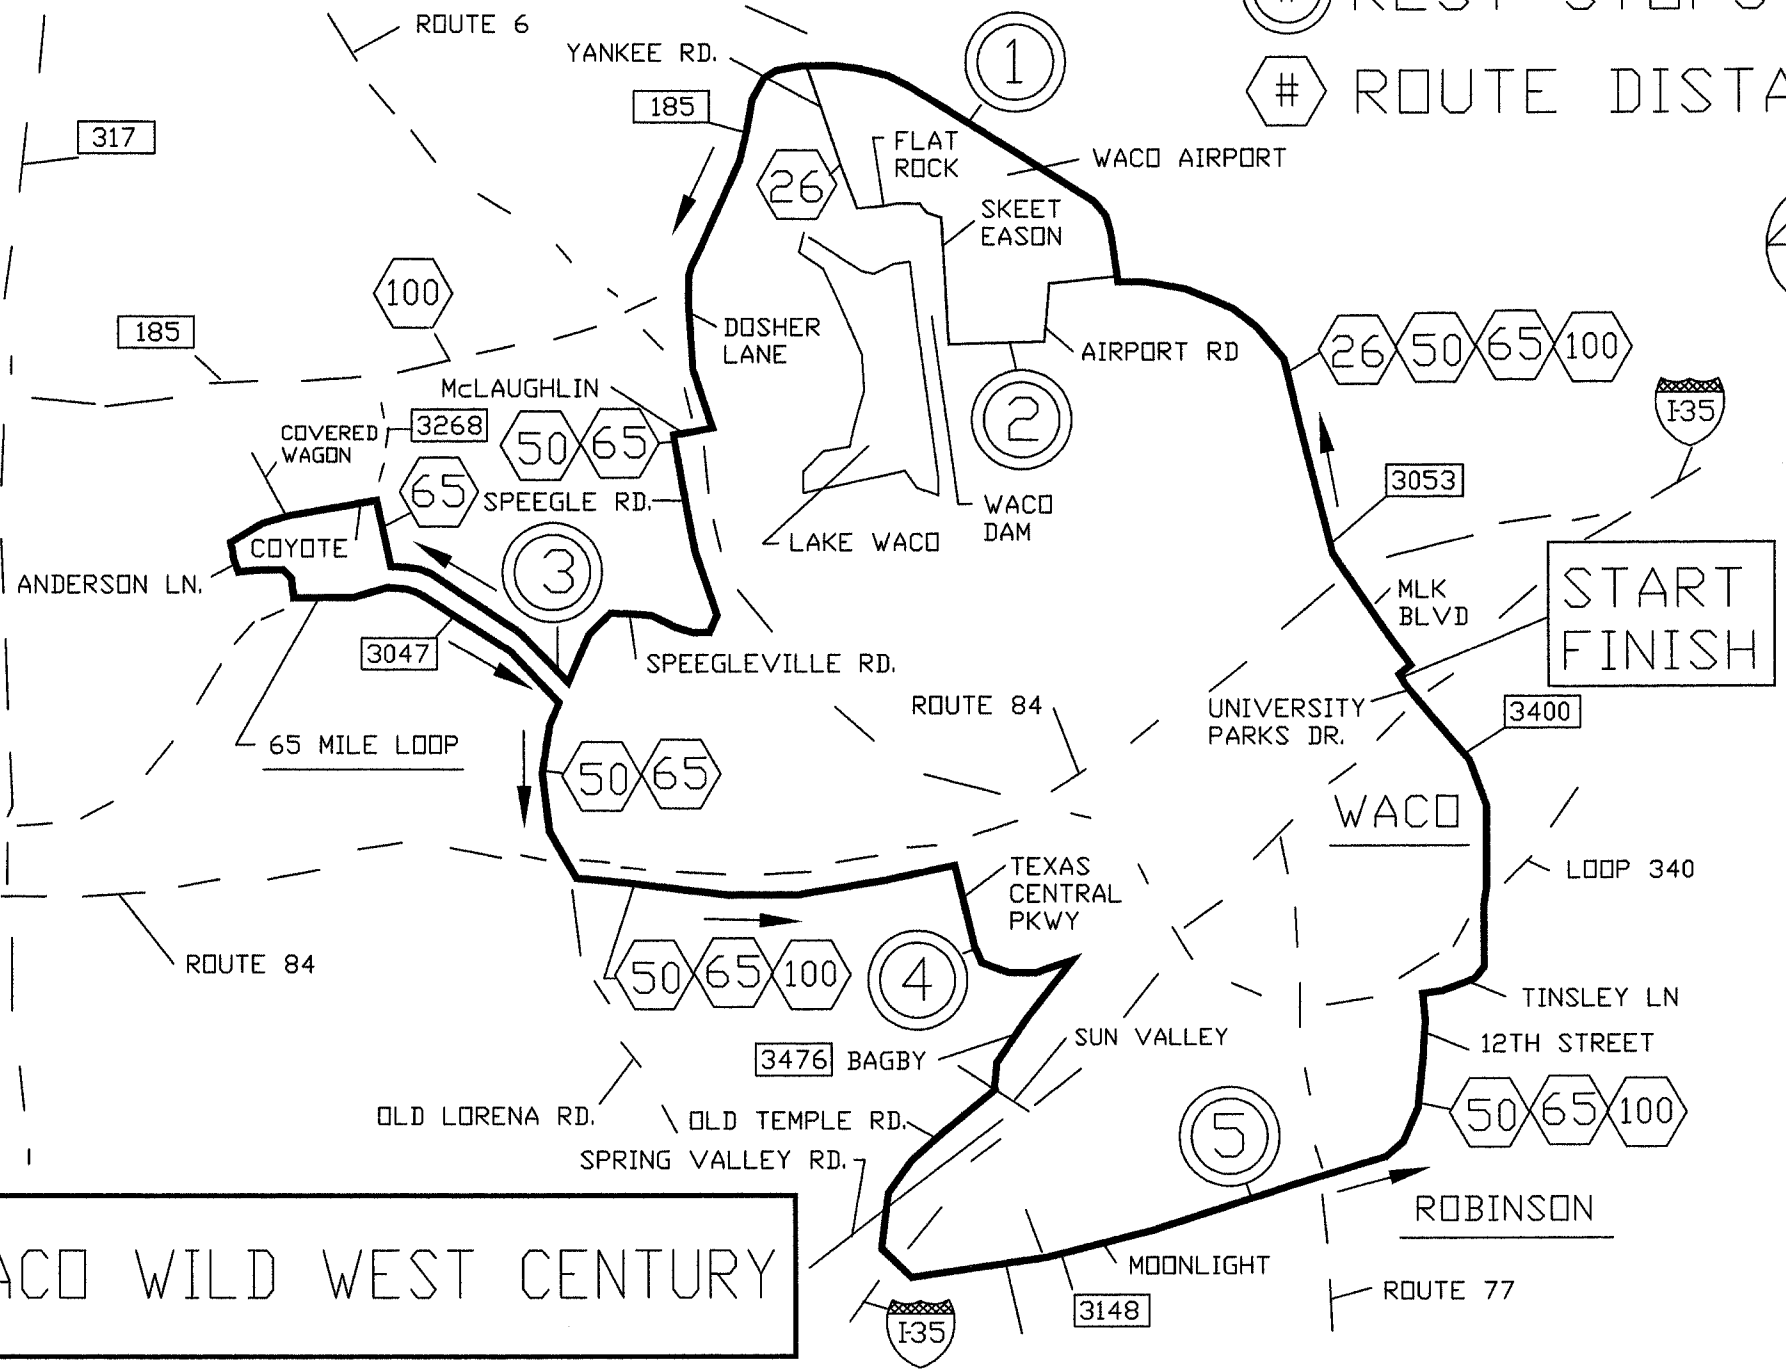 # REST STOPS
# ROUTE DISTA
ROUTE 6
YANKEE RD.
1
185
317
FLAT
ROCK
WACO AIRPORT
26
SKEET
EASON
100
185
DOSHER
LANE
AIRPORT RD
26 50 65 100
McLAUGHLIN
I-35
COVERED
WAGON
3268
50 65
2
65
SPEEGLE RD.
3053
WACO
DAM
COYOTE
LAKE WACO
3
ANDERSON LN.
MLK
BLVD
START
FINISH
3047
SPEEGLEVILLE RD.
ROUTE 84
UNIVERSITY
PARKS DR.
3400
65 MILE LOOP
50 65
WACO
TEXAS
CENTRAL
PKWY
LOOP 340
ROUTE 84
50 65 100
4
TINSLEY LN
SUN VALLEY
12TH STREET
3476 BAGBY
OLD LORENA RD.
OLD TEMPLE RD.
5
50 65 100
SPRING VALLEY RD.
ROBINSON
ACO WILD WEST CENTURY
MOONLIGHT
ROUTE 77
3148
I-35